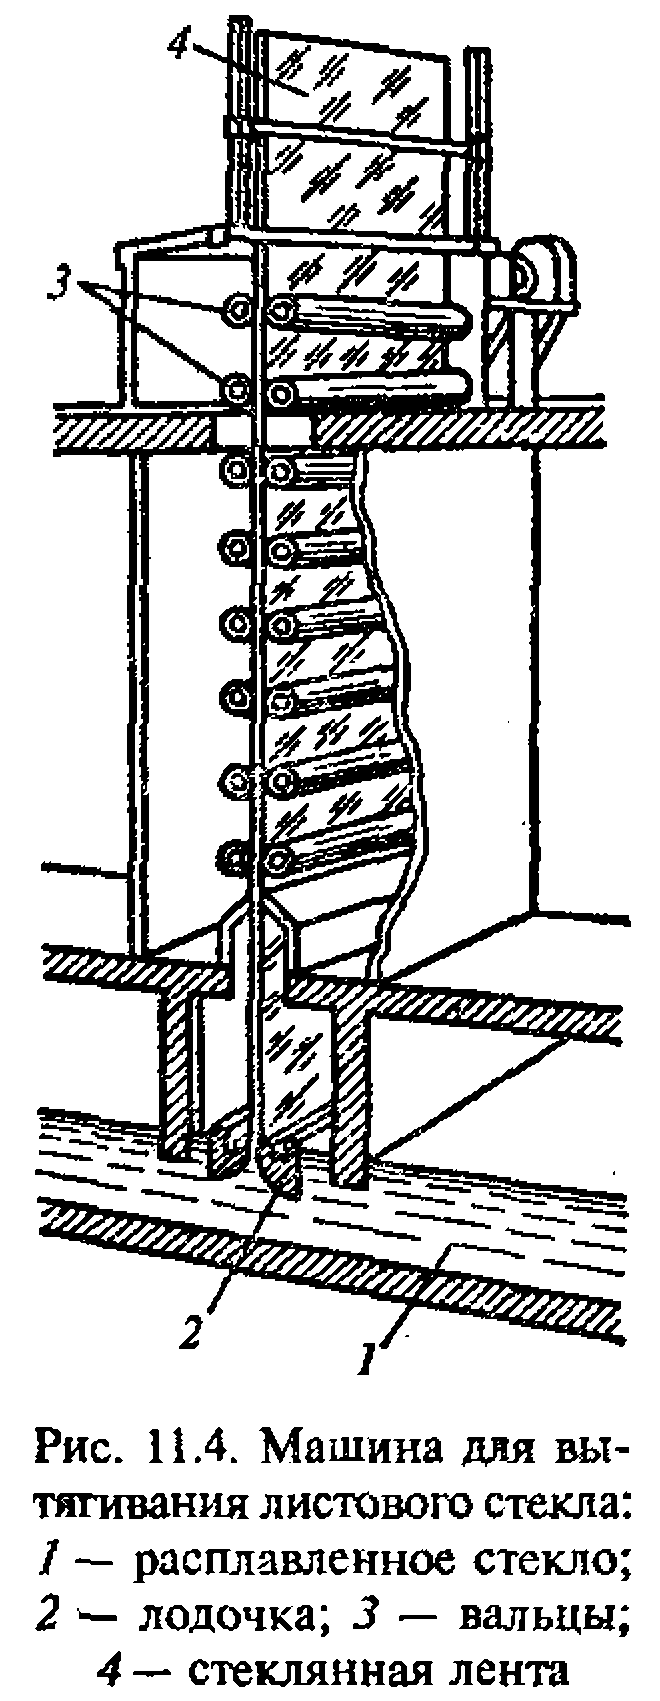 4
3
2
1
Рис. 11.4. Машина для вы-
тягивания листового стекла:
1 — расплавленное стекло;
2 — лодочка; 3 — вальцы;
4 — стеклянная лента